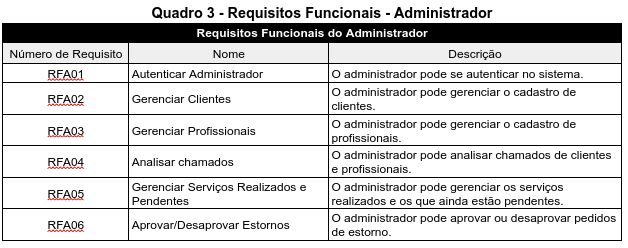 Quadro 3 - Requisitos Funcionais - Administrador
Requisitos Funcionais do Administrador
Número de Requisito Nome Descrição
RFA01 Autenticar Administrador O administrador pode se autenticar no sistema.
RFA02 Gerenciar Clientes O administrador pode gerenciar o cadastro de
clientes.
RFA03 Gerenciar Profissionais O administrador pode gerenciar o cadastro de
profissionais.
RFA04 Analisar chamados O administrador pode analisar chamados de clientes
e profissionais.
RFA05 Gerenciar Serviços Realizados e
Pendentes
O administrador pode gerenciar os serviços
realizados e os que ainda estão pendentes.
RFA06 Aprovar/Desaprovar Estornos O administrador pode aprovar ou desaprovar pedidos
de estorno.